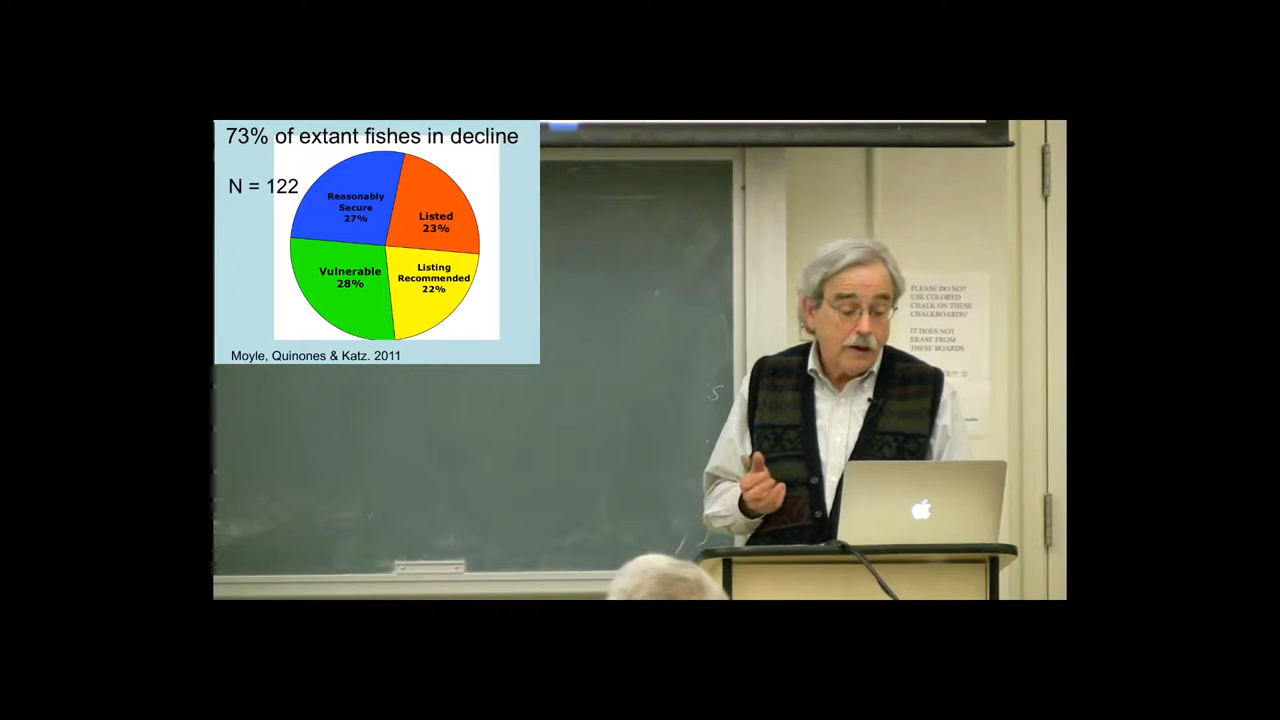 73% of extant fishes in decline
N = 122
Reasonably
Secure
27%
Listed
23%
Vulnerable
28%
Listing
Recommended
22%
Moyle, Quinones & Katz. 2011
PLEASE DO NOT
USE COLORED
CHALK ON THESE
CHALKBOARDS!
IT DOES NOT
ERASE FROM
THESE BOARDS